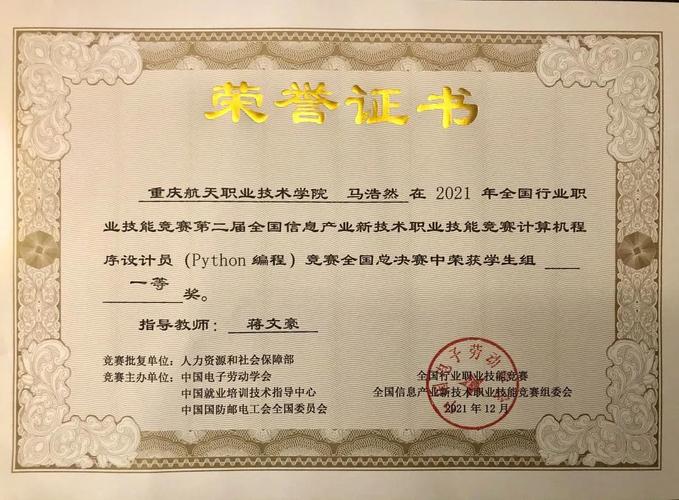 荣誉证书
重庆航天职业技术学院 马浩然在 2021 年全国行业职
业技能竞赛第二届全国信息产业新技术职业技能竞赛计算机程
序设计员（Python 编程）竞赛全国总决赛中荣获学生组
一等奖。
指导教师：蒋文豪
竞赛批复单位：人力资源和社会保障部
竞赛主办单位：中国电子劳动学会
中国就业培训技术指导中心
中国国防邮电工会全国委员会
全国行业职业技能竞赛
全国信息产业新技术职业技能竞赛组委会
2021年12月
中国电子劳动学会